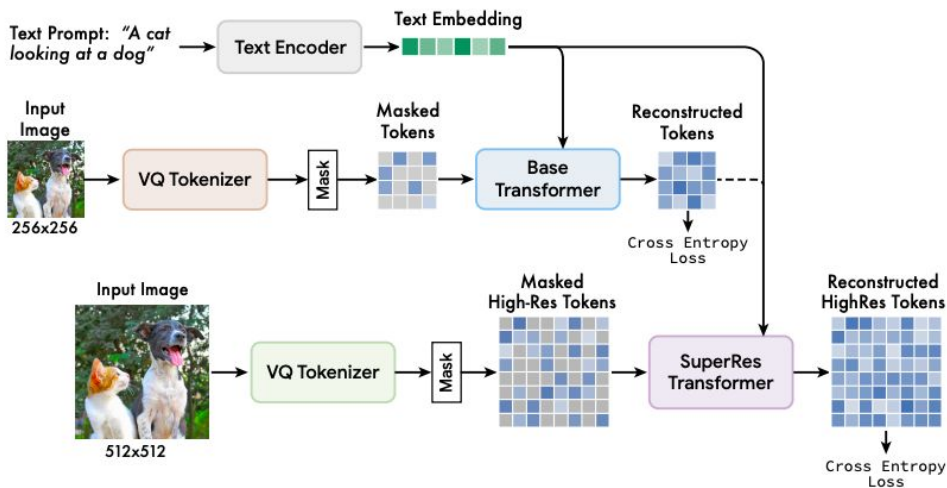 Text Prompt: "A cat
looking at a dog"
Text Encoder
Text Embedding
Input
Image
256x256
VQ Tokenizer
Mask
Masked
Tokens
Base
Transformer
Reconstructed
Tokens
Cross Entropy
Loss
Input Image
512x512
VQ Tokenizer
Mask
Masked
High-Res Tokens
SuperRes
Transformer
Reconstructed
HighRes Tokens
Cross Entropy
Loss